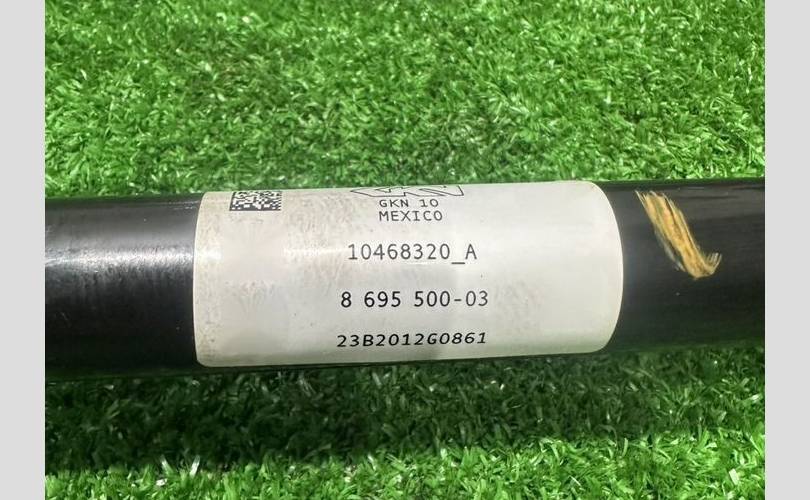 GKN 10
MEXICO
10468320_A
8 695 500-03
23B2012G0861